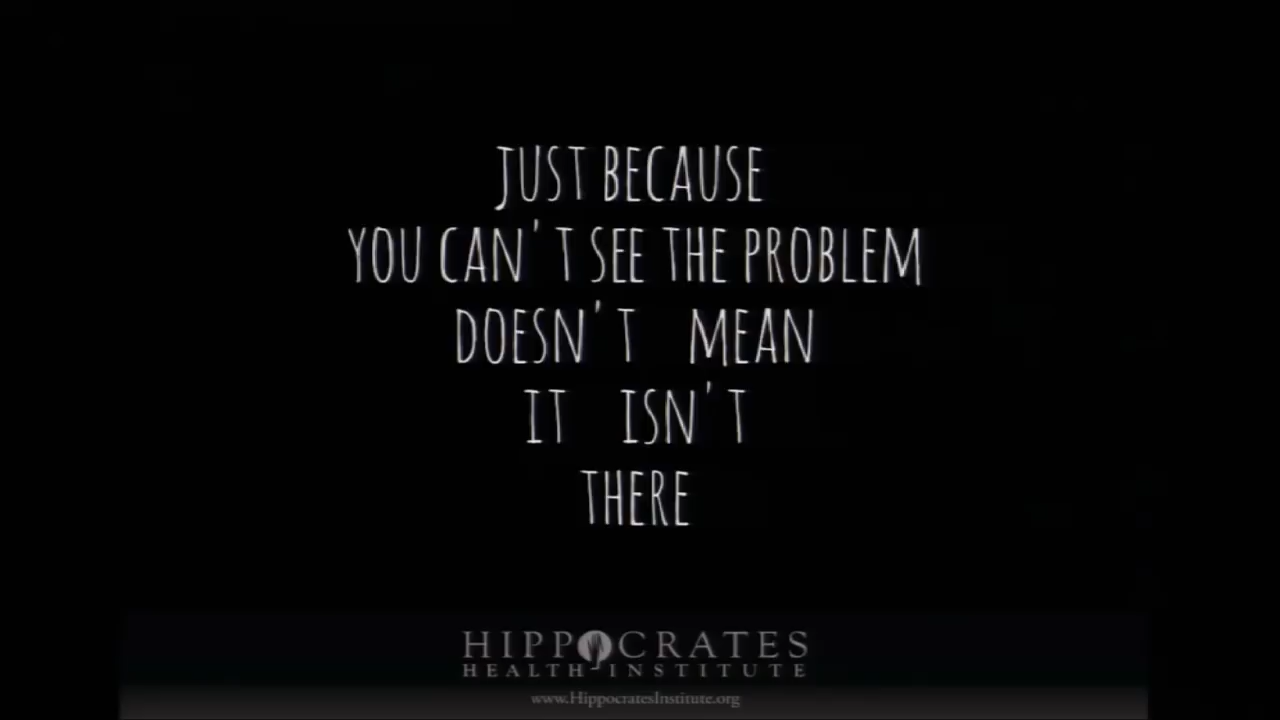 JUST BECAUSE
YOU CAN'T SEE THE PROBLEM
DOESN'T MEAN
IT ISN'T
THERE
HIPPOCRATES
HEALTH INSTITUTE
www.HippocratesInstitute.org